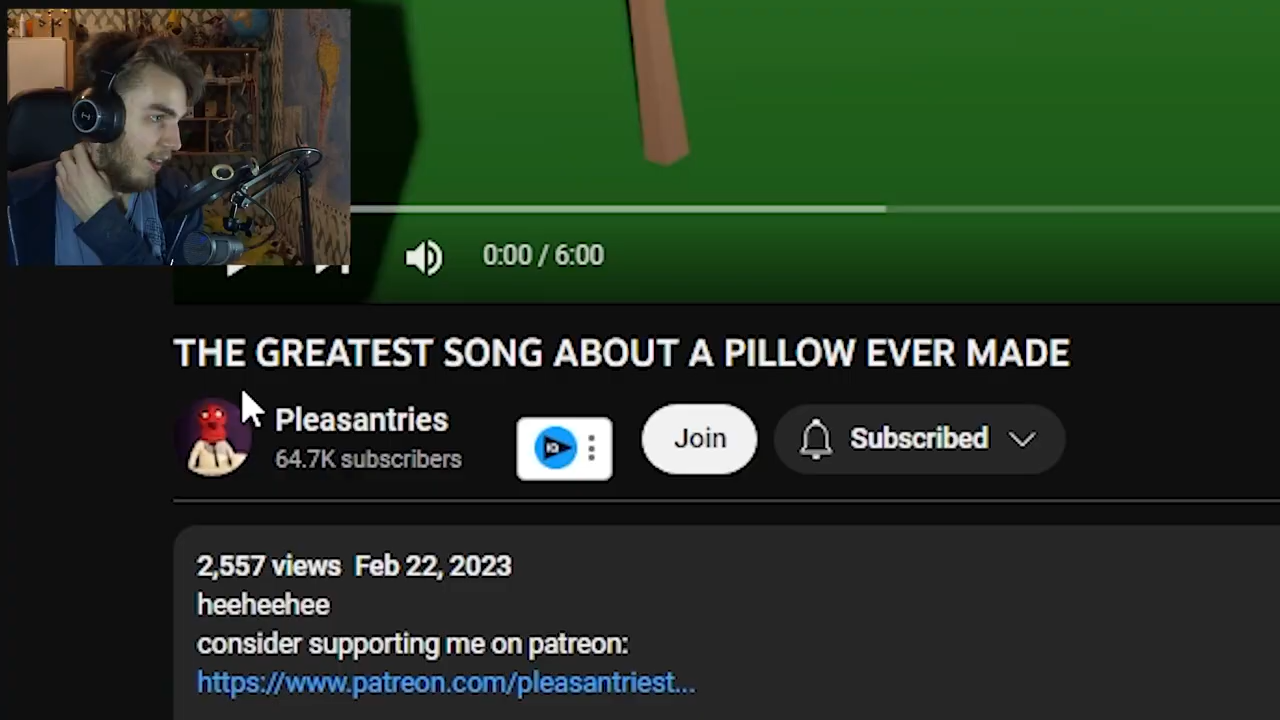 0:00 / 6:00
THE GREATEST SONG ABOUT A PILLOW EVER MADE
Pleasantries
64.7K subscribers
Join
Subscribed
2,557 views Feb 22, 2023
heeheehee
consider supporting me on patreon:
https://www.patreon.com/pleasantriest...